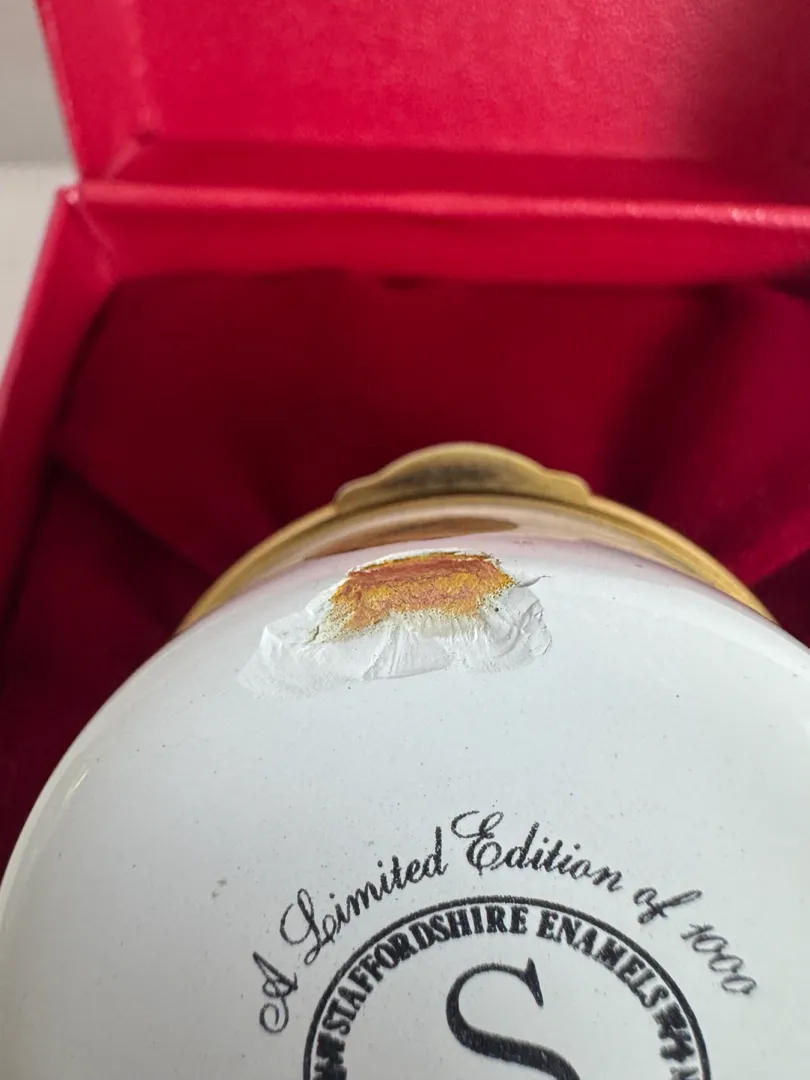 A Limited Edition of 1000
STAFFORDSHIRE ENAMELS
S